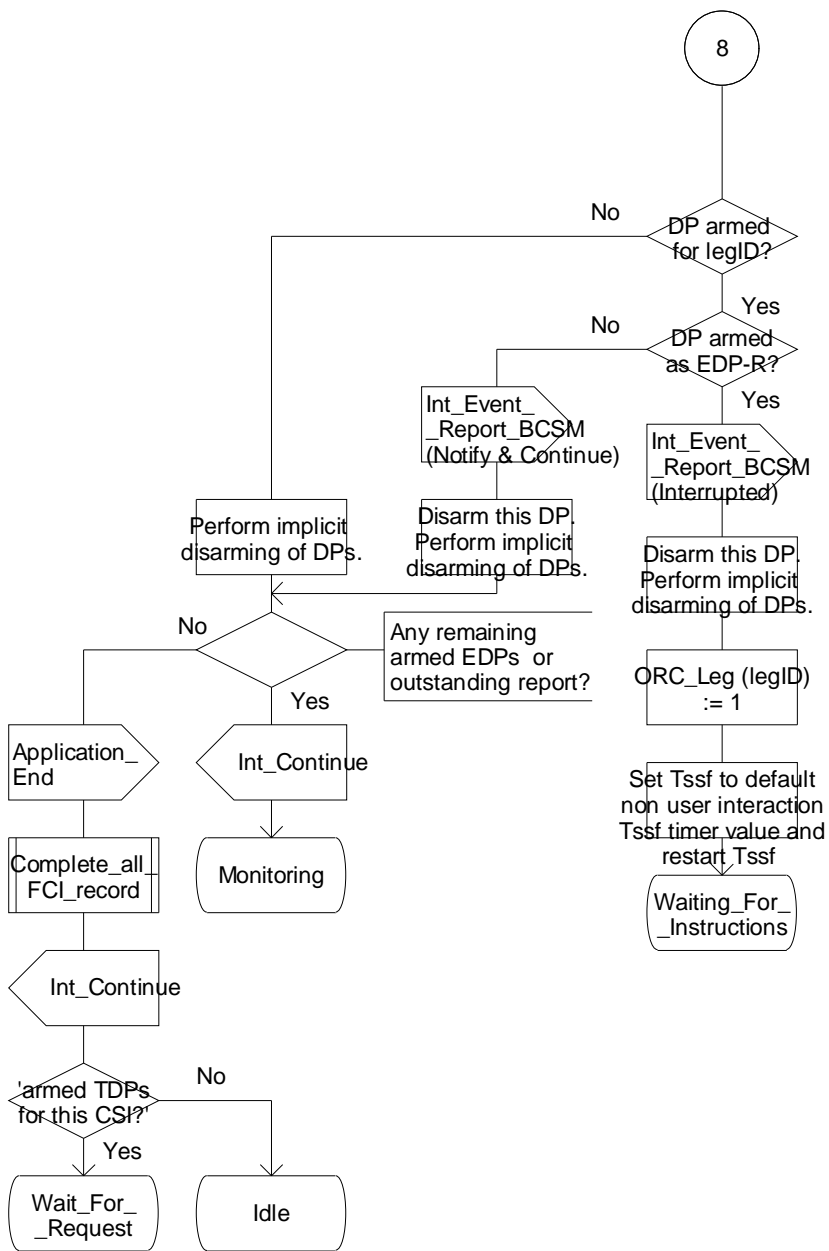 8
No
DP armed
for legID?
Yes
No
DP armed
as EDP-R?
Yes
Int_Event_
_Report_BCSM
(Notify & Continue)
Int_Event_
_Report_BCSM
(Interrupted)
Perform implicit
disarming of DPs.
Disarm this DP.
Perform implicit
disarming of DPs.
Disarm this DP.
Perform implicit
disarming of DPs.
No
Any remaining
armed EDPs or
outstanding report?
Yes
ORC_Leg (legID)
:= 1
Application_
End
Int_Continue
Set Tssf to default
non user interaction
Tssf timer value and
restart Tssf
Complete_all_
FCI_record
Monitoring
Waiting_For_
_Instructions
Int_Continue
'armed TDPs
for this CSI?'
No
Yes
Wait_For_
_Request
Idle